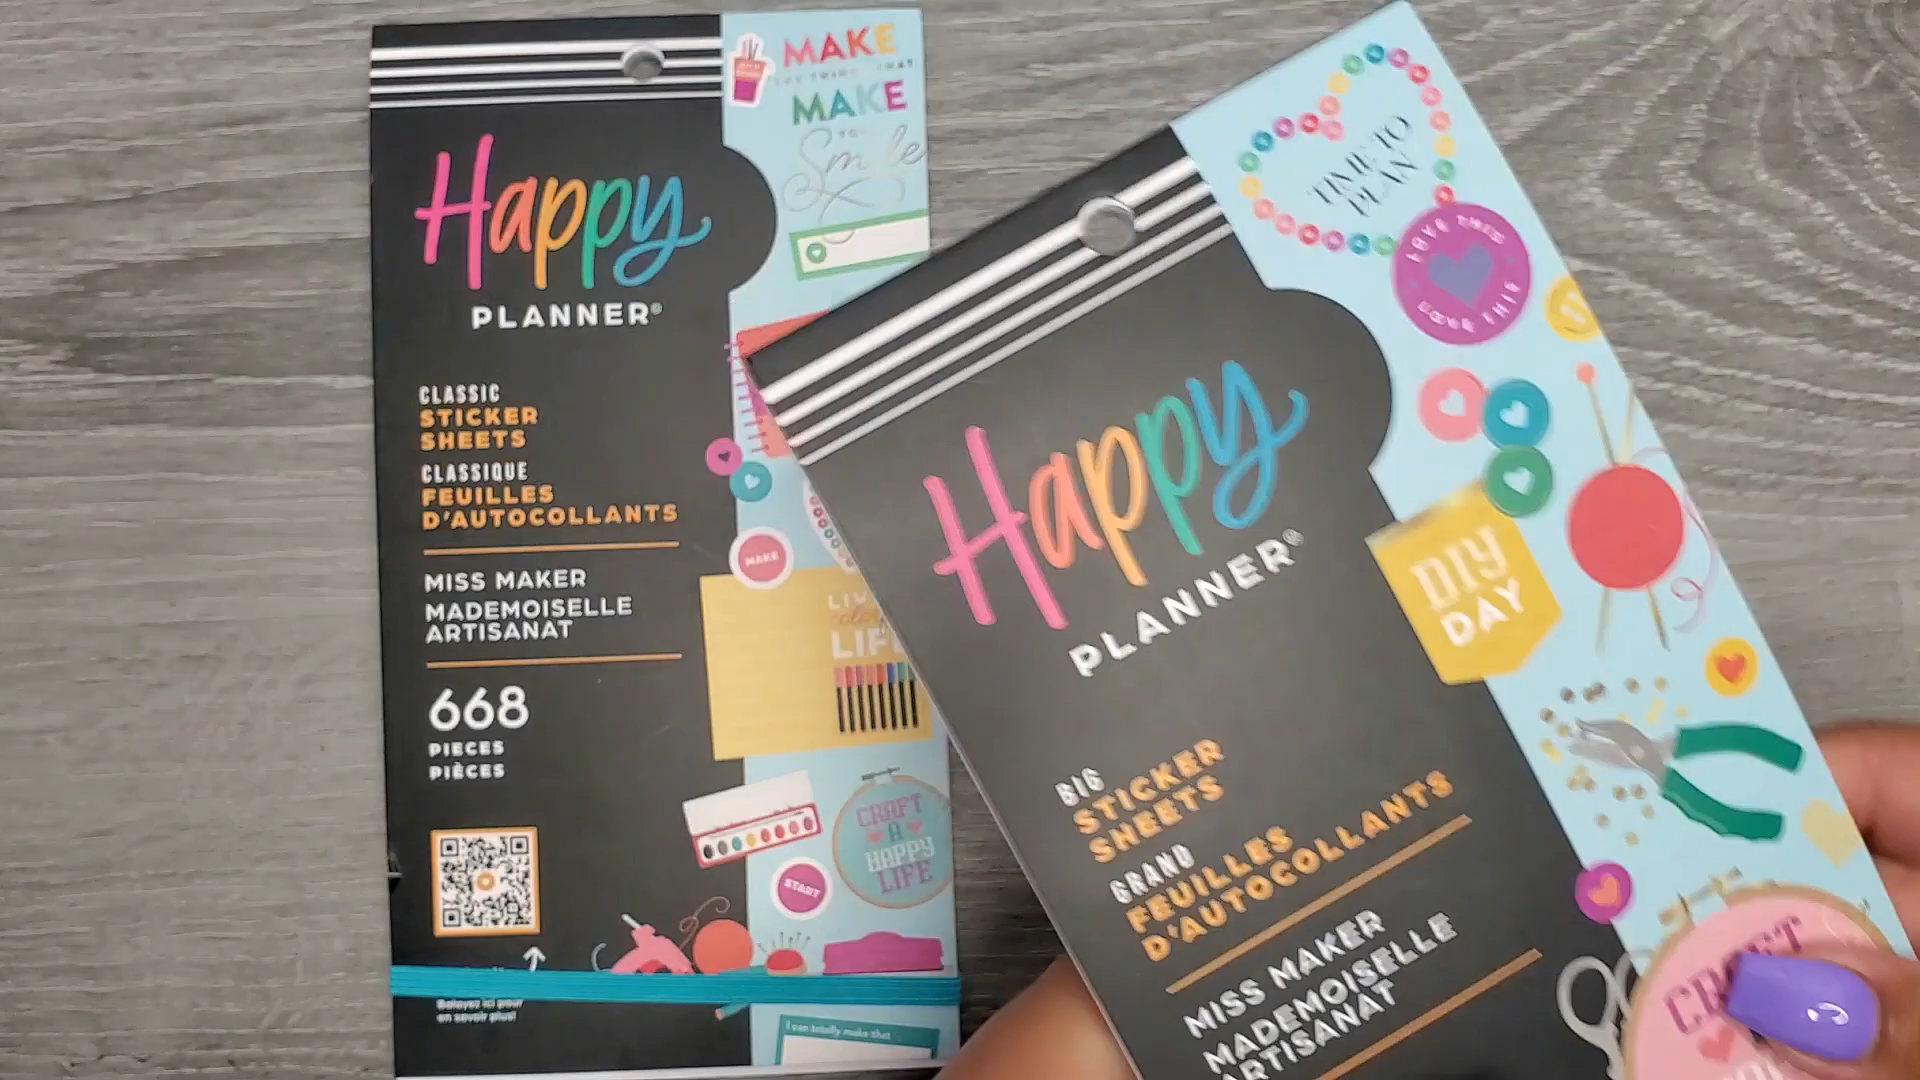 MAKE
MAKE
Smile
Happy
PLANNER®
CLASSIC
STICKER
SHEETS
CLASSIQUE
FEUILLES
D'AUTOCOLLANTS
MISS MAKER
MADEMOISELLE
ARTISANAT
668
PIECES
PIÈCES
Balayez ici pour
en savoir plus!
MAKE
LIFE
CRAFT
A
HAPPY
LIFE
START
I can totally make that
TIME TO
PLAN
LOVE THIS
LOVE THIS
Happy
PLANNER®
DIY
DAY
BIG
STICKER
SHEETS
GRAND
FEUILLES
D'AUTOCOLLANTS
MISS MAKER
MADEMOISELLE
ARTISANAT